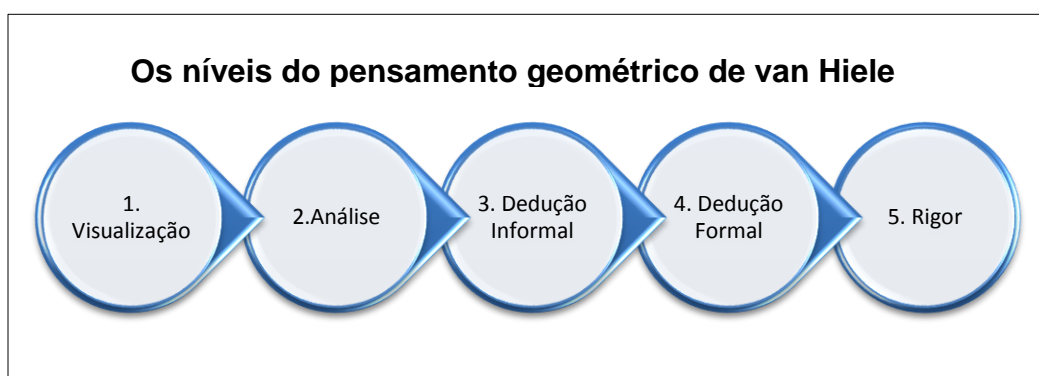 Os níveis do pensamento geométrico de van Hiele
1.
Visualização
2.Análise
3. Dedução
Informal
4. Dedução
Formal
5. Rigor